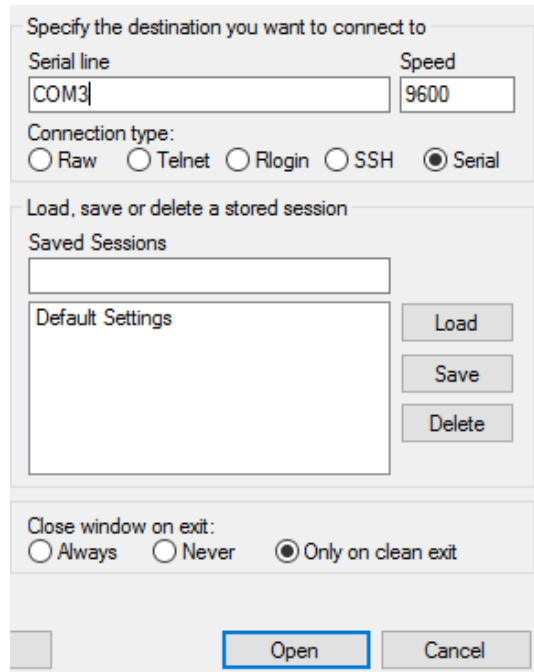 Specify the destination you want to connect to
Serial line Speed
COM3 9600
Connection type:
Raw Telnet Rlogin SSH Serial
Load, save or delete a stored session
Saved Sessions
Default Settings
Load
Save
Delete
Close window on exit:
Always Never Only on clean exit
Open Cancel